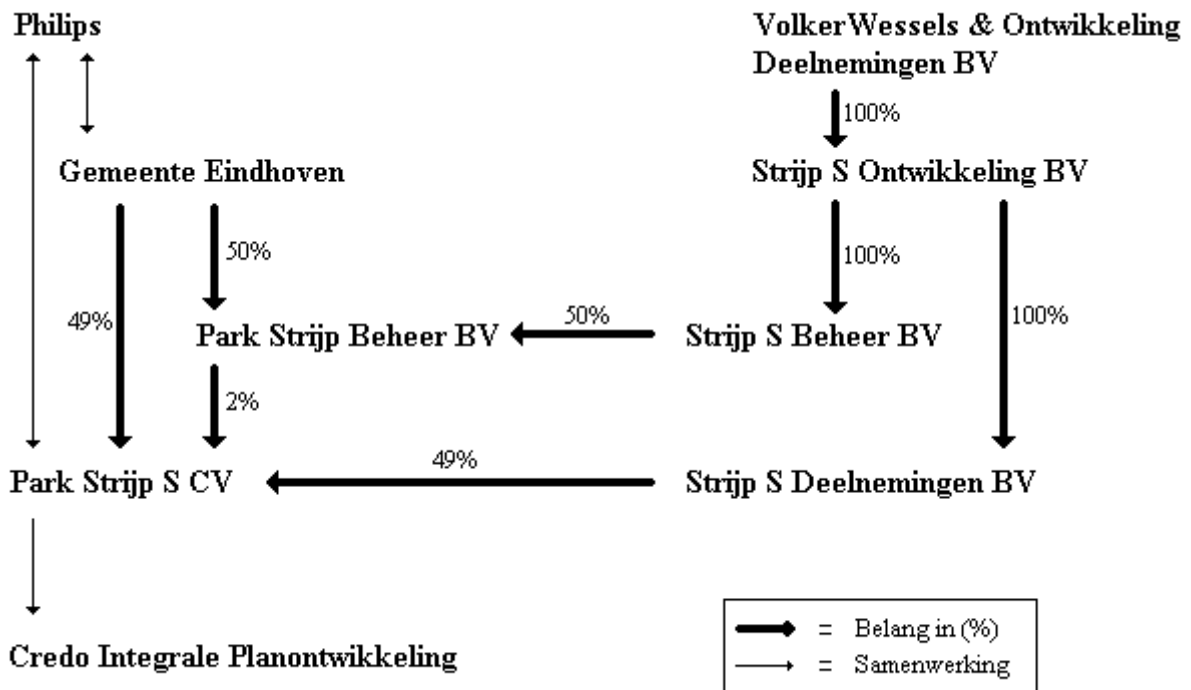 Philips
VolkerWessels & Ontwikkeling
Deelnemingen BV
100%
Gemeente Eindhoven
Strijp S Ontwikkeling BV
50%
100%
49%
100%
Park Strijp Beheer BV
50%
Strijp S Beheer BV
2%
49%
Park Strijp S CV
Strijp S Deelnemingen BV
= Belang in (%)
= Samenwerking
Credo Integrale Planontwikkeling